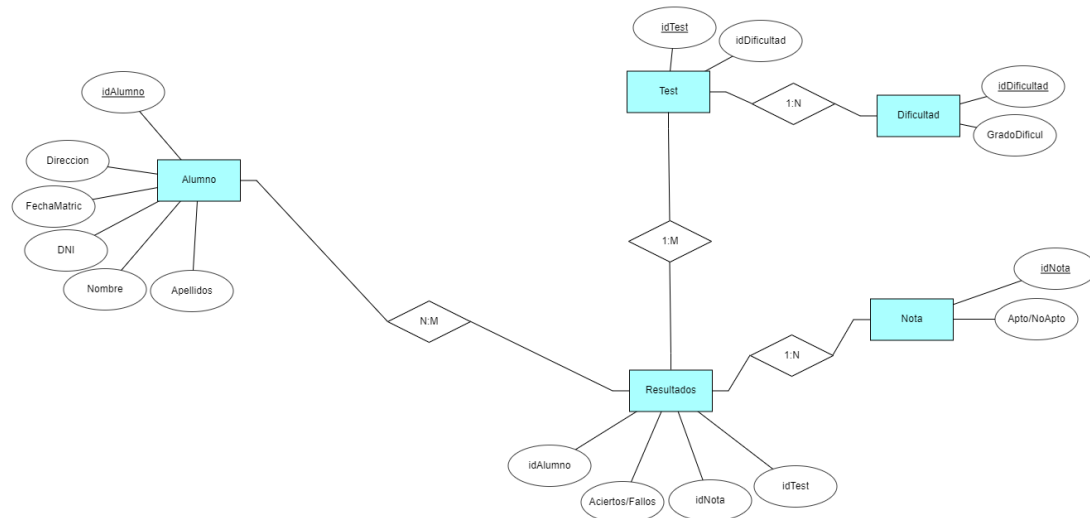 idTest
idDificultad
idAlumno
Test
1:N
idDificultad
Dificultad
GradoDificul
Direccion
Alumno
FechaMatric
DNI
Nombre
Apellidos
1:M
idNota
N:M
Nota
Apto/NoApto
1:N
Resultados
idAlumno
Aciertos/Fallos
idNota
idTest